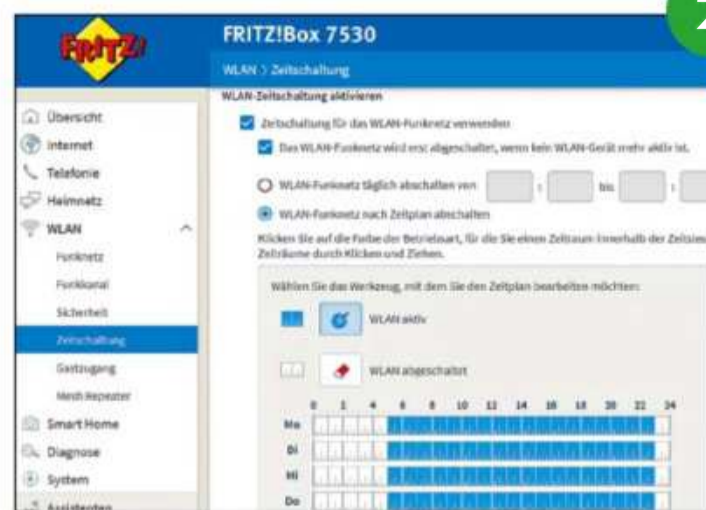 FRITZ!
FRITZ!Box 7530
WLAN > Zeitschaltung
WLAN-Zeitschaltung aktivieren
Zeitschaltung für das WLAN-Funknetz verwenden
Das WLAN-Funknetz wird erst abgeschaltet, wenn kein WLAN-Gerät mehr aktiv ist.
WLAN-Funknetz täglich abschalten von : bis :
WLAN-Funknetz nach Zeitplan abschalten
Klicken Sie auf die Farbe der Betriebsart, für die Sie einen Zeitraum innerhalb der
Zeiträume durch Klicken und Ziehen.
Wählen Sie das Werkzeug, mit dem Sie den Zeitplan bearbeiten möchten:
WLAN aktiv
WLAN abgeschaltet
0 2 4 6 8 10 12 14 16 18 20 22 24
Mo
Di
Mi
Do
Übersicht
Internet
Telefonie
Heimnetz
WLAN
Funknetz
Funkkanal
Sicherheit
Zeitschaltung
Gastzugang
Mesh Repeater
Smart Home
Diagnose
System
Assistenten